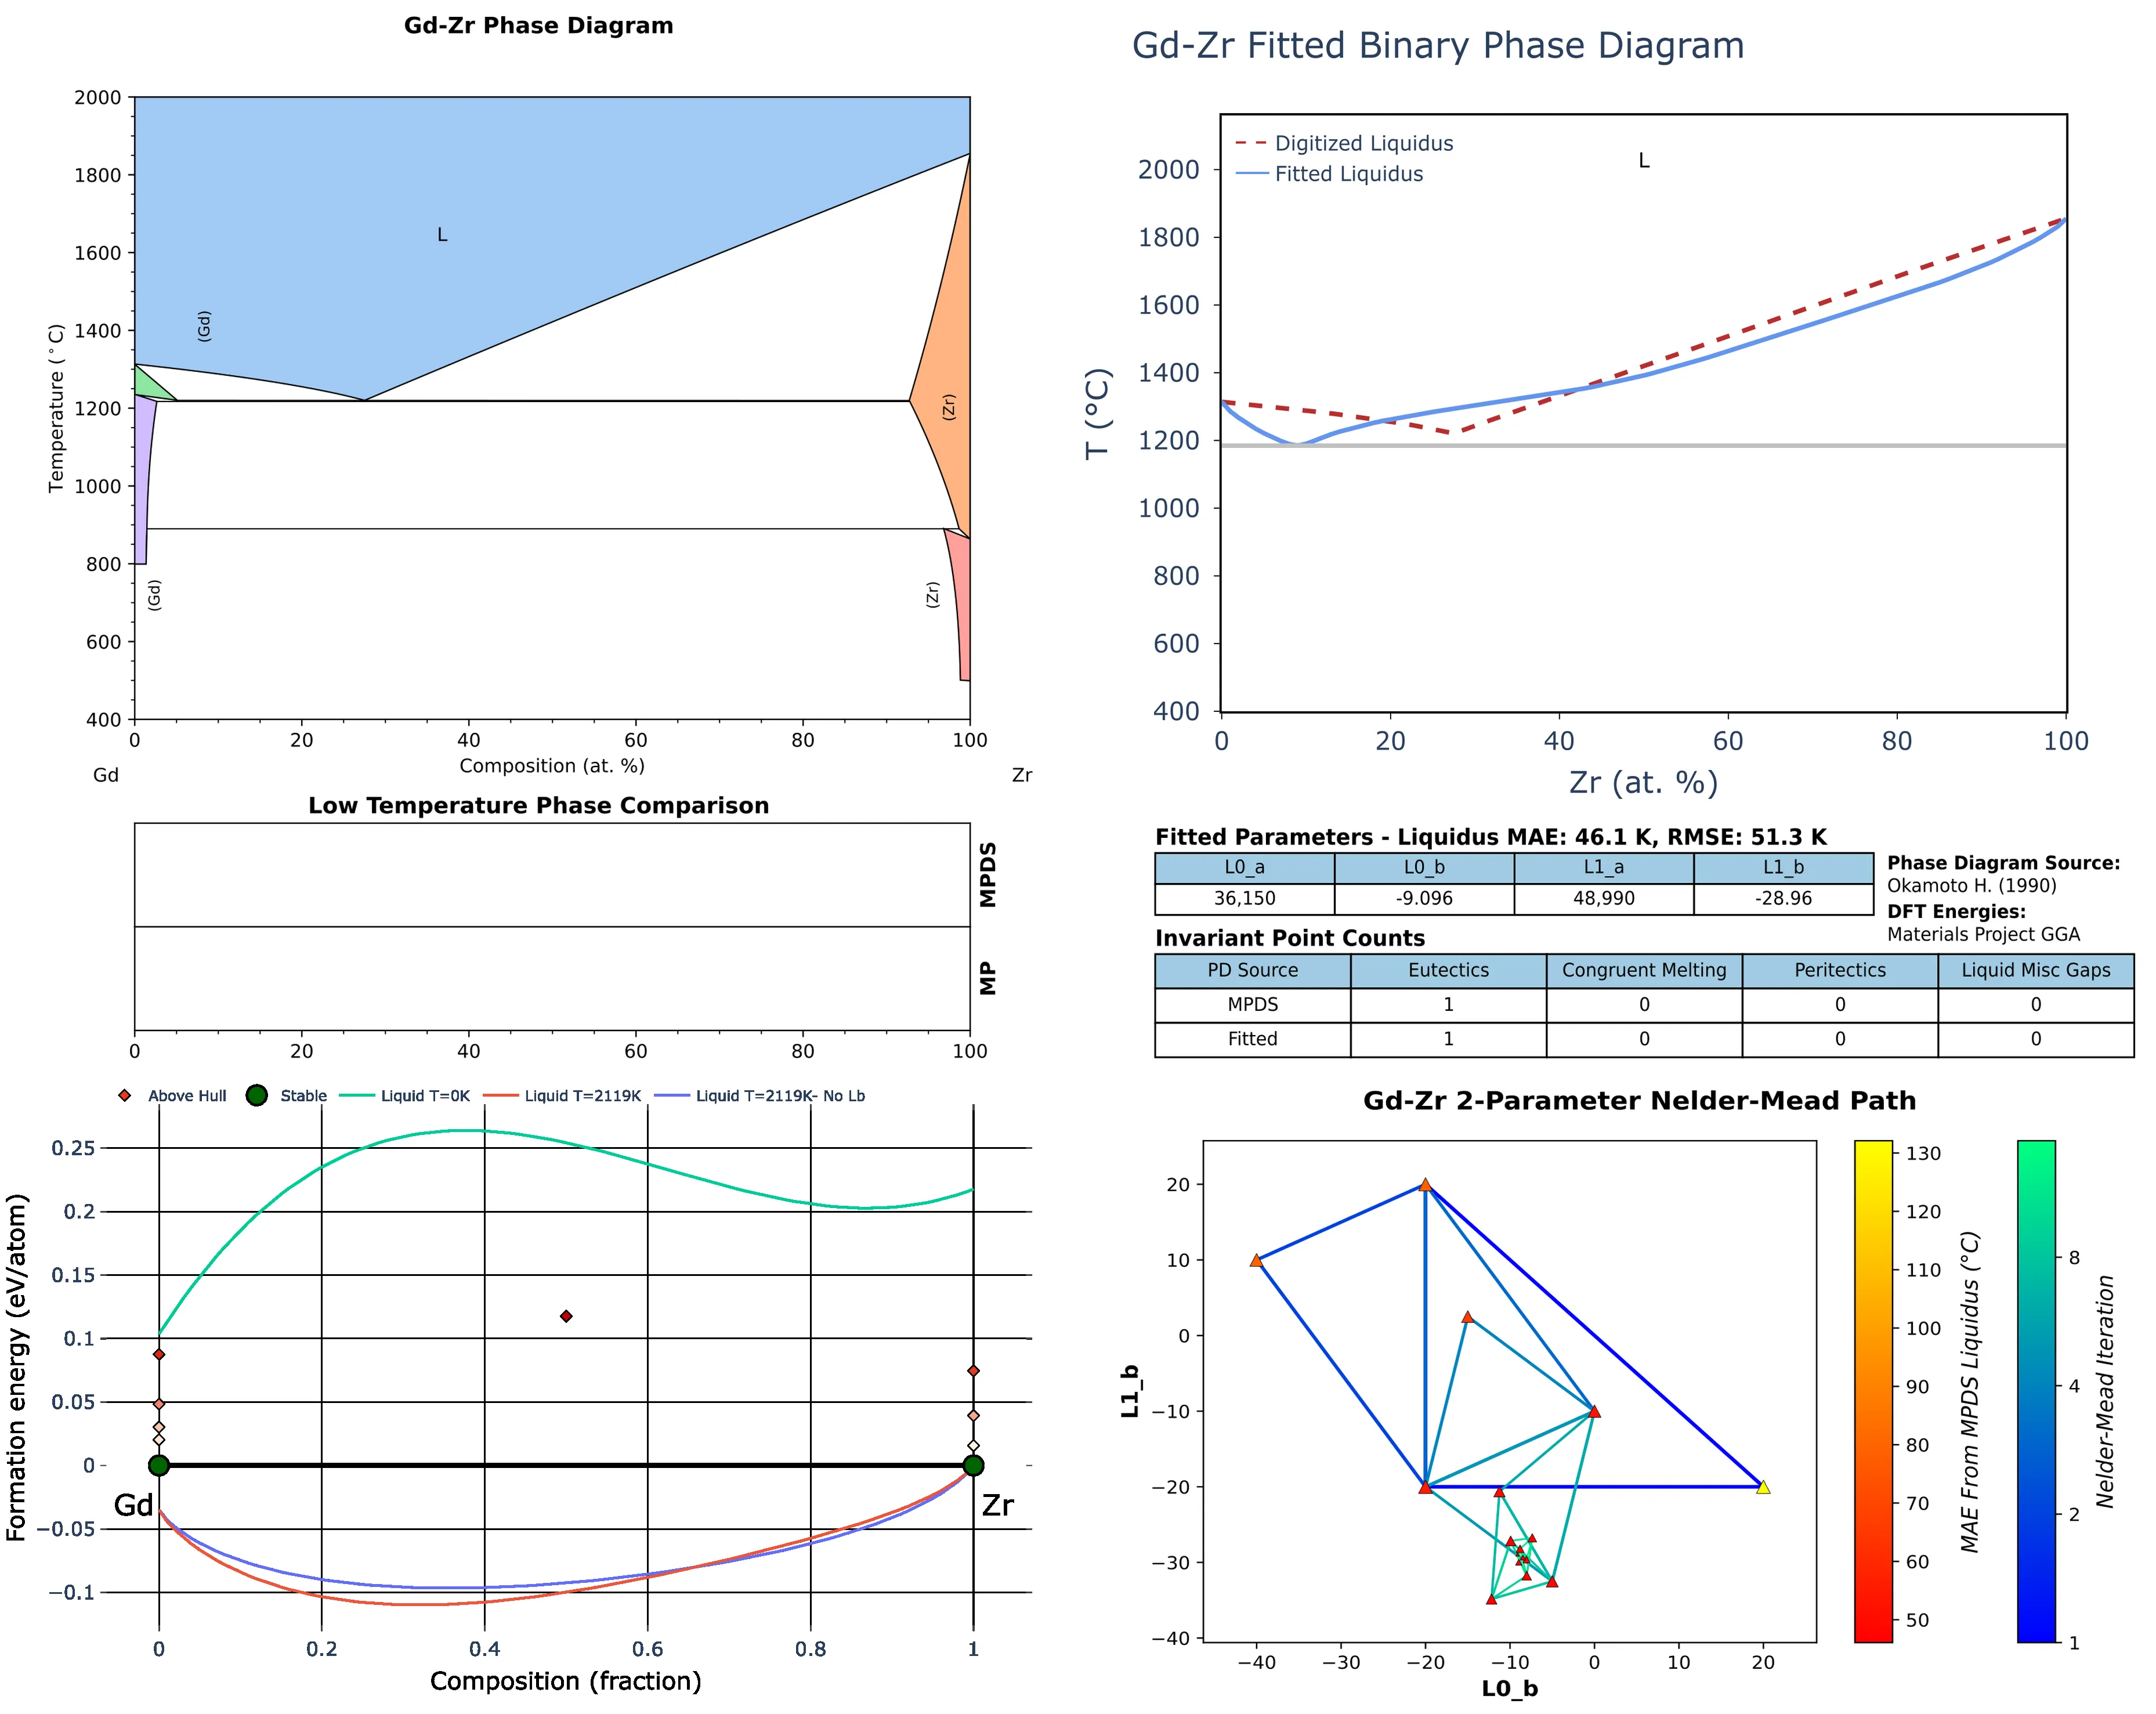 Gd-Zr Phase Diagram
2000
1800
1600
1400
1200
1000
800
600
400
Temperature (°C)
L
(Gd)
(Gd)
(Zr)
(Zr)
0 20 40 60 80 100
Composition (at. %)
Gd Zr
Gd-Zr Fitted Binary Phase Diagram
Digitized Liquidus
Fitted Liquidus
L
2000
1800
1600
1400
1200
1000
800
600
400
T (°C)
0 20 40 60 80 100
Zr (at. %)
Low Temperature Phase Comparison
MPDS
MP
0 20 40 60 80 100
Fitted Parameters - Liquidus MAE: 46.1 K, RMSE: 51.3 K
L0_a L0_b L1_a L1_b
36,150 -9.096 48,990 -28.96
Phase Diagram Source:
Okamoto H. (1990)
DFT Energies:
Materials Project GGA
Invariant Point Counts
PD Source Eutectics Congruent Melting Peritectics Liquid Misc Gaps
MPDS 1 0 0 0
Fitted 1 0 0 0
Above Hull Stable Liquid T=0K Liquid T=2119K Liquid T=2119K- No Lb
0.25
0.2
0.15
0.1
0.05
0
−0.05
−0.1
Formation energy (eV/atom)
Gd Zr
0 0.2 0.4 0.6 0.8 1
Composition (fraction)
Gd-Zr 2-Parameter Nelder-Mead Path
20
10
0
−10
−20
−30
−40
L1_b
−40 −30 −20 −10 0 10 20
L0_b
130
120
110
100
90
80
70
60
50
MAE From MPDS Liquidus (°C)
8
4
2
1
Nelder-Mead Iteration